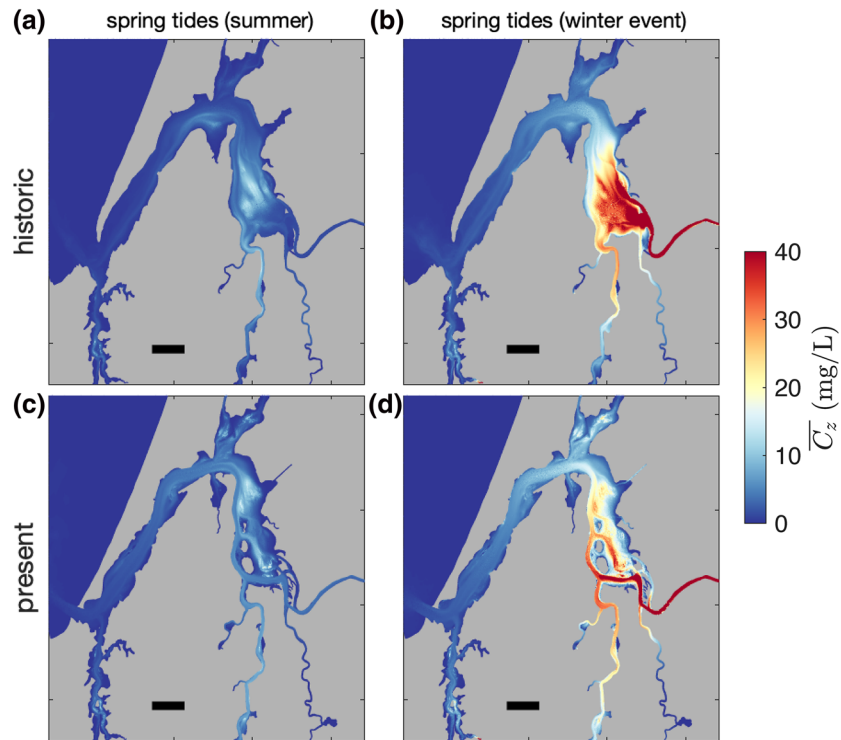 (a) spring tides (summer)
(b) spring tides (winter event)
historic
(c)
(d)
present
40
30
20
10
0
$\overline{C_z}$ (mg/L)